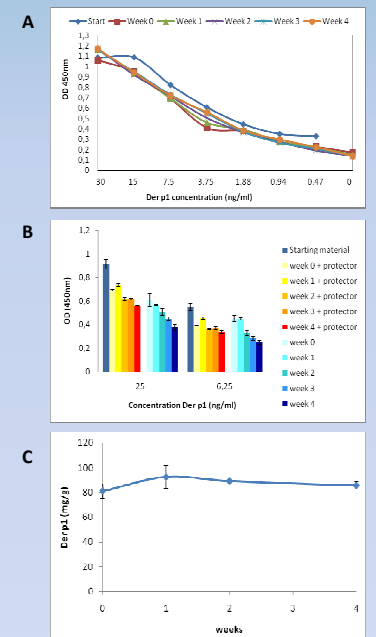 A
Start Week 0 Week 1 Week 2 Week 3 Week 4
OD 450nm
1,3
1,2
1,1
1
0,9
0,8
0,7
0,6
0,5
0,4
0,3
0,2
0,1
0
30 15 7.5 3.75 1.88 0.94 0.47 0
Der p1 concentration (ng/ml)
B
OD (450nm)
1,2
1
0,8
0,6
0,4
0,2
0
25 6,25
Concentration Der p1 (ng/ml)
Starting material
week 0 + protector
week 1 + protector
week 2 + protector
week 3 + protector
week 4 + protector
week 0
week 1
week 2
week 3
week 4
C
Der p1 (mg/g)
120
100
80
60
40
20
0
0 1 2 3 4
weeks